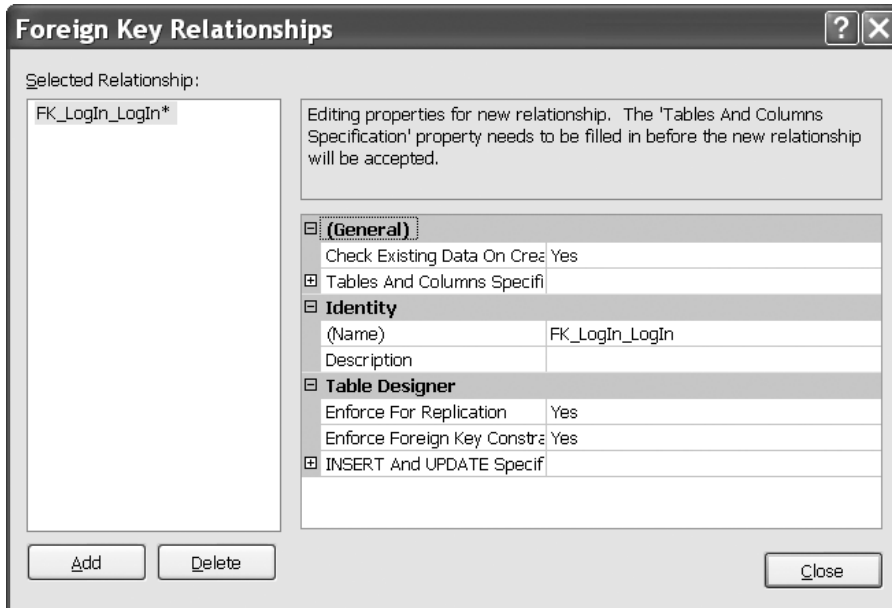 Foreign Key Relationships
Selected Relationship:
FK_LogIn_LogIn*
Editing properties for new relationship. The 'Tables And Columns
Specification' property needs to be filled in before the new relationship
will be accepted.
(General)
Check Existing Data On Crea Yes
Tables And Columns Specifi
Identity
(Name) FK_LogIn_LogIn
Description
Table Designer
Enforce For Replication Yes
Enforce Foreign Key Constra Yes
INSERT And UPDATE Specif
Add Delete
Close